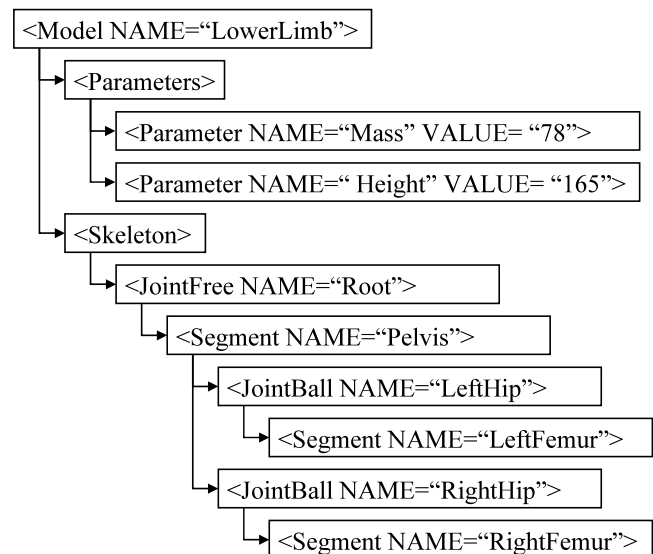 <Model NAME=“LowerLimb”>
<Parameters>
<Parameter NAME=“Mass” VALUE= “78”>
<Parameter NAME=“ Height” VALUE= “165”>
<Skeleton>
<JointFree NAME=“Root”>
<Segment NAME=“Pelvis”>
<JointBall NAME=“LeftHip”>
<Segment NAME=“LeftFemur”>
<JointBall NAME=“RightHip”>
<Segment NAME=“RightFemur”>